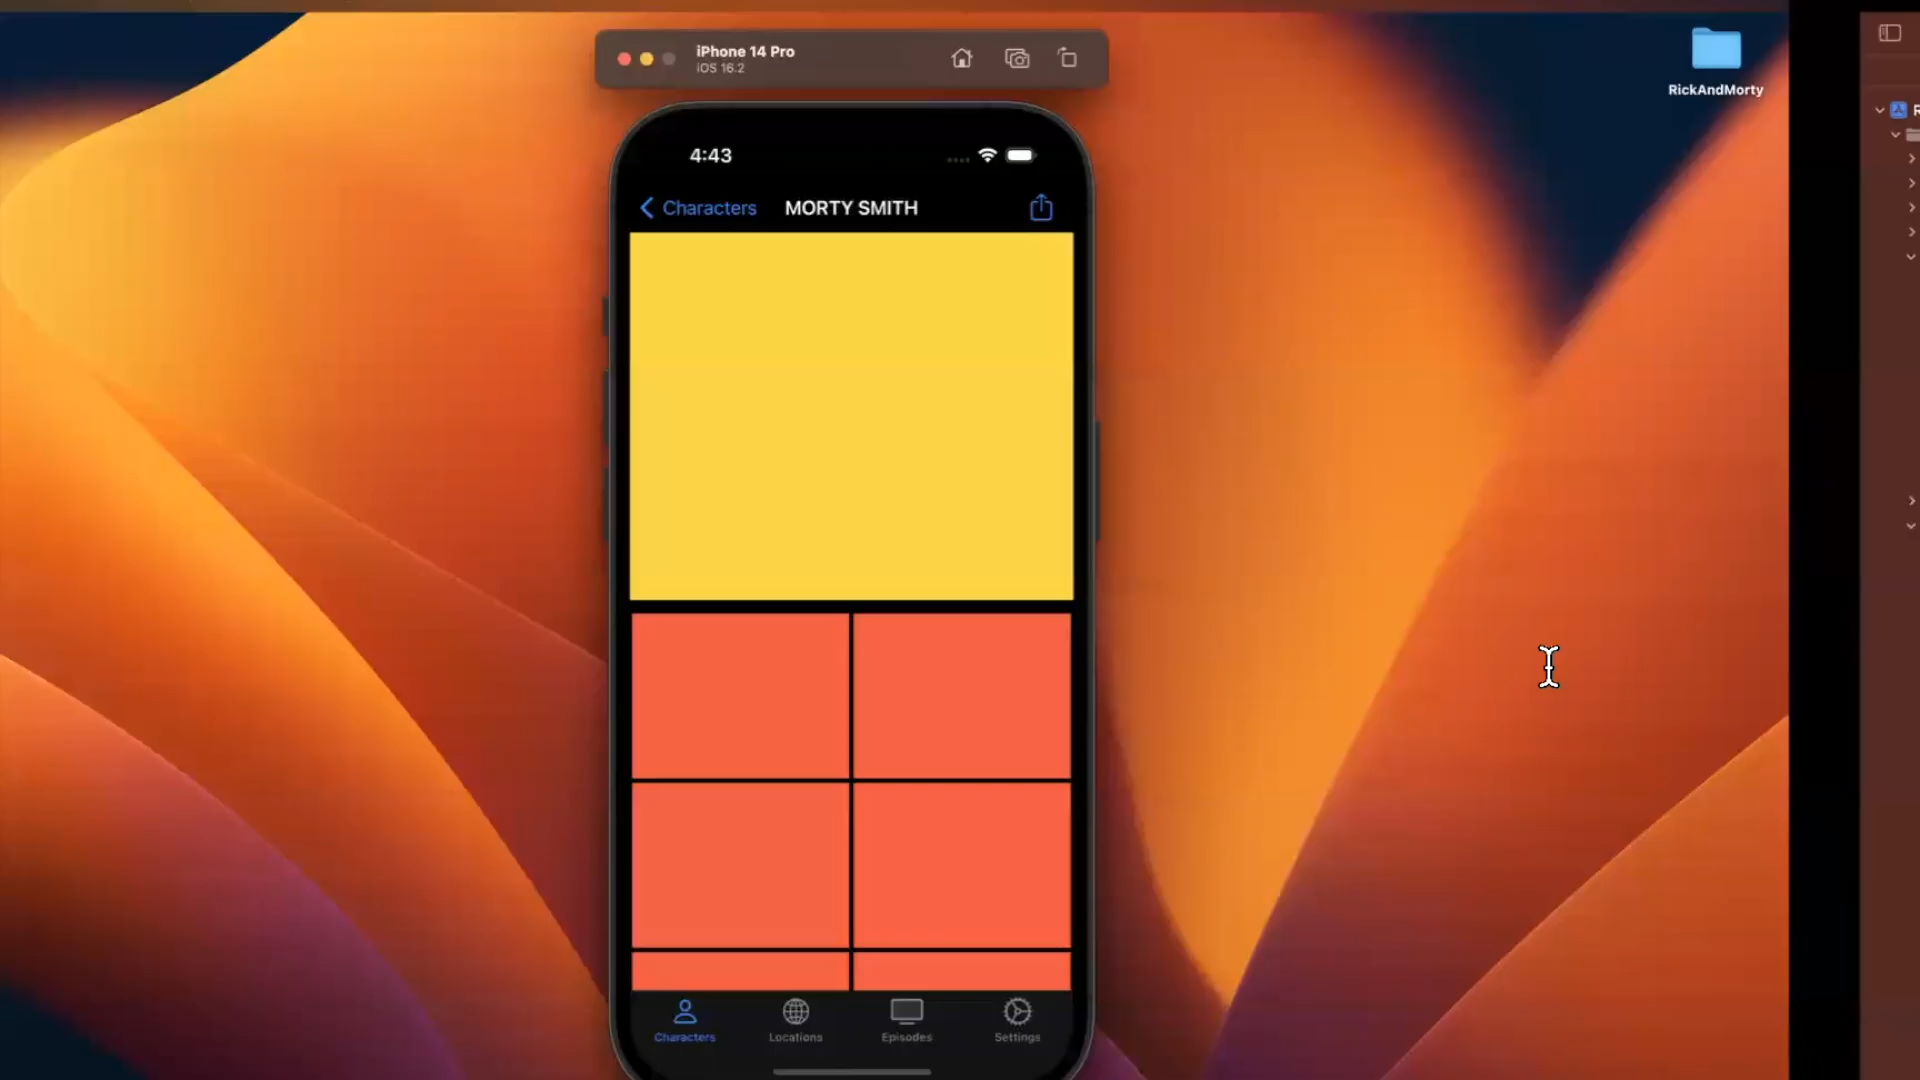 iPhone 14 Pro
iOS 16.2
RickAndMorty
R
4:43
Characters
MORTY SMITH
Characters
Locations
Episodes
Settings